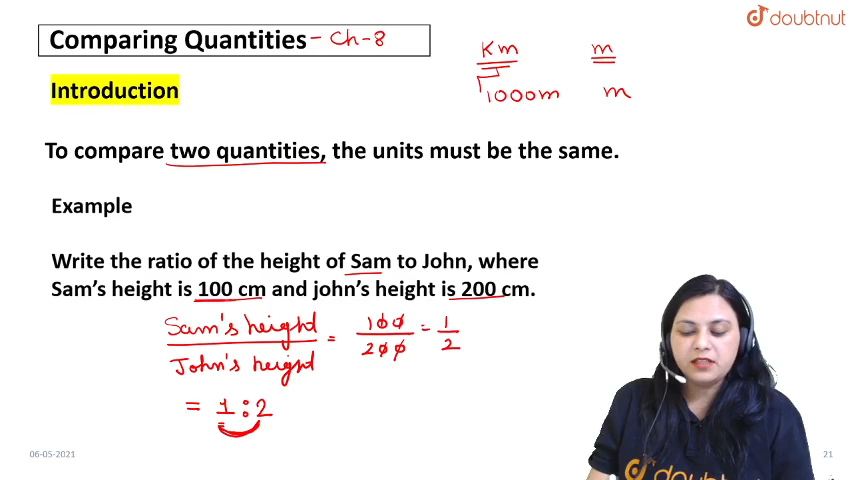 doubtnut
Comparing Quantities - Ch-8
Km m
Introduction
1000m m
To compare two quantities, the units must be the same.
Example
Write the ratio of the height of Sam to John, where
Sam's height is 100 cm and john's height is 200 cm.
Sam's height
John's height
= 100/200 = 1/2
= 1:2
06-05-2021
21
doubtnut